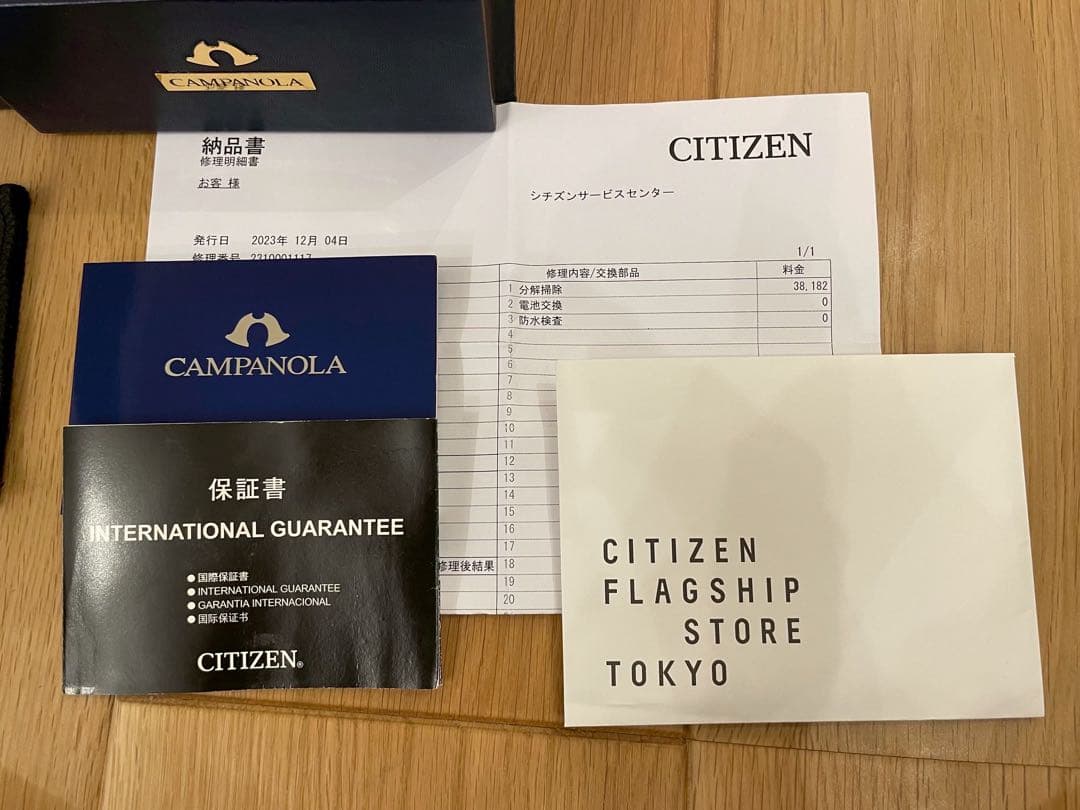 CAMPANOLA
納品書
修理明細書
お客 様
CITIZEN
シチズンサービスセンター
発行日 2023年 12月 04日
修理番号 2310001117
1/1
修理内容/交換部品 料金
1 分解掃除 38,182
2 電池交換 0
3 防水検査 0
4
5
6
7
8
9
10
11
12
13
14
15
16
17
修理後結果 18
19
20
CAMPANOLA
保証書
INTERNATIONAL GUARANTEE
● 国際保証書
● INTERNATIONAL GUARANTEE
● GARANTIA INTERNACIONAL
● 国际保证书
CITIZEN®
CITIZEN
FLAGSHIP
STORE
TOKYO